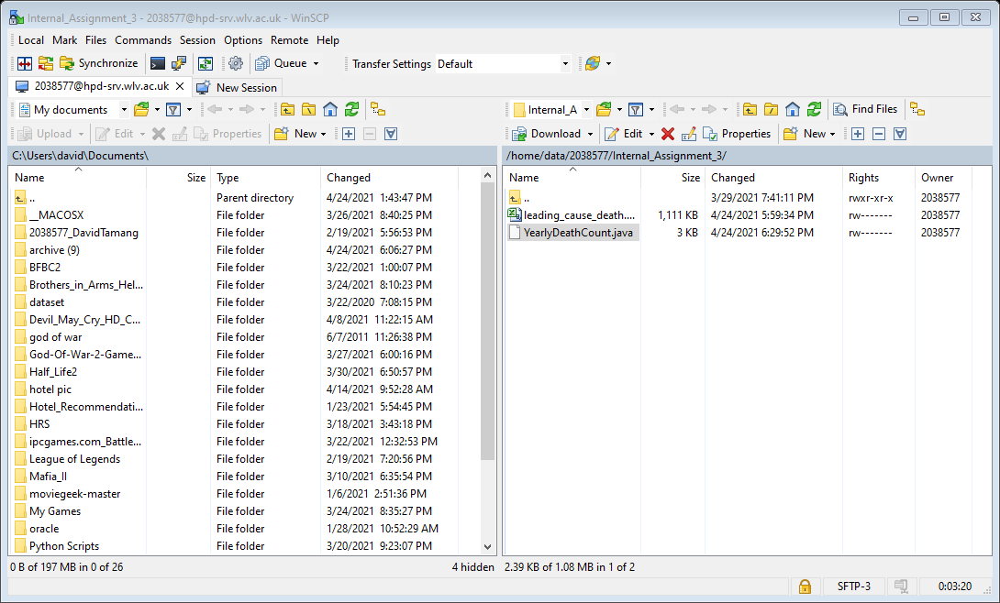 Internal_Assignment_3 - 2038577@hpd-srv.wlv.ac.uk - WinSCP
Local Mark Files Commands Session Options Remote Help
Synchronize Queue Transfer Settings Default
2038577@hpd-srv.wlv.ac.uk New Session
My documents Internal_A Find Files
Upload Edit Properties New Download Edit Properties New
C:\Users\david\Documents\ /home/data/2038577/Internal_Assignment_3/
Name Size Type Changed Name Size Changed Rights Owner
.. Parent directory 4/24/2021 1:43:47 PM .. 3/29/2021 7:41:11 PM rwxr-xr-x 2038577
__MACOSX File folder 3/26/2021 8:40:25 PM leading_cause_death.... 1,111 KB 4/24/2021 5:59:34 PM rw------- 2038577
2038577_DavidTamang File folder 2/19/2021 5:56:53 PM YearlyDeathCount.java 3 KB 4/24/2021 6:29:52 PM rw------- 2038577
archive (9) File folder 4/24/2021 6:06:27 PM
BFBC2 File folder 3/22/2021 1:00:07 PM
Brothers_in_Arms_Hel... File folder 3/24/2021 8:10:23 PM
dataset File folder 3/22/2020 7:08:15 PM
Devil_May_Cry_HD_C... File folder 4/8/2021 11:22:15 AM
god of war File folder 6/7/2011 11:26:38 PM
God-Of-War-2-Game... File folder 3/27/2021 6:00:16 PM
Half_Life2 File folder 3/30/2021 6:50:57 PM
hotel pic File folder 4/14/2021 9:52:28 AM
Hotel_Recommendati... File folder 1/23/2021 5:54:45 PM
HRS File folder 3/18/2021 3:43:18 PM
ipcgames.com_Battle... File folder 3/22/2021 12:32:53 PM
League of Legends File folder 2/19/2021 7:20:56 PM
Mafia_II File folder 3/10/2021 6:35:54 PM
moviegeek-master File folder 1/6/2021 2:51:36 PM
My Games File folder 3/24/2021 8:35:27 PM
oracle File folder 1/28/2021 10:52:29 AM
Python Scripts File folder 3/20/2021 9:23:07 PM
0 B of 197 MB in 0 of 26 4 hidden 2.39 KB of 1.08 MB in 1 of 2
SFTP-3 0:03:20